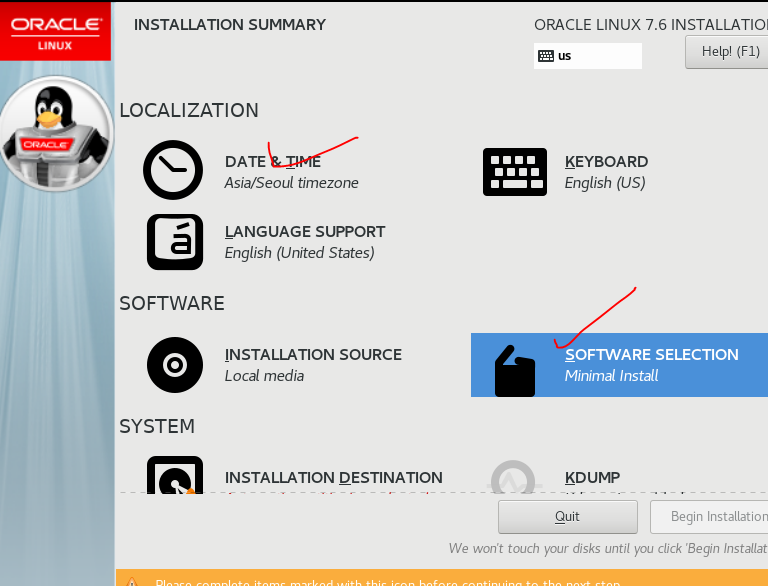 ORACLE
LINUX
INSTALLATION SUMMARY
ORACLE LINUX 7.6 INSTALLATIO
us
Help! (F1)
ORACLE
LOCALIZATION
DATE & TIME
Asia/Seoul timezone
KEYBOARD
English (US)
LANGUAGE SUPPORT
English (United States)
SOFTWARE
INSTALLATION SOURCE
Local media
SOFTWARE SELECTION
Minimal Install
SYSTEM
INSTALLATION DESTINATION
KDUMP
Quit
Begin Installation
We won't touch your disks until you click 'Begin Installat
Please complete items marked with this icon before continuing to the next step.